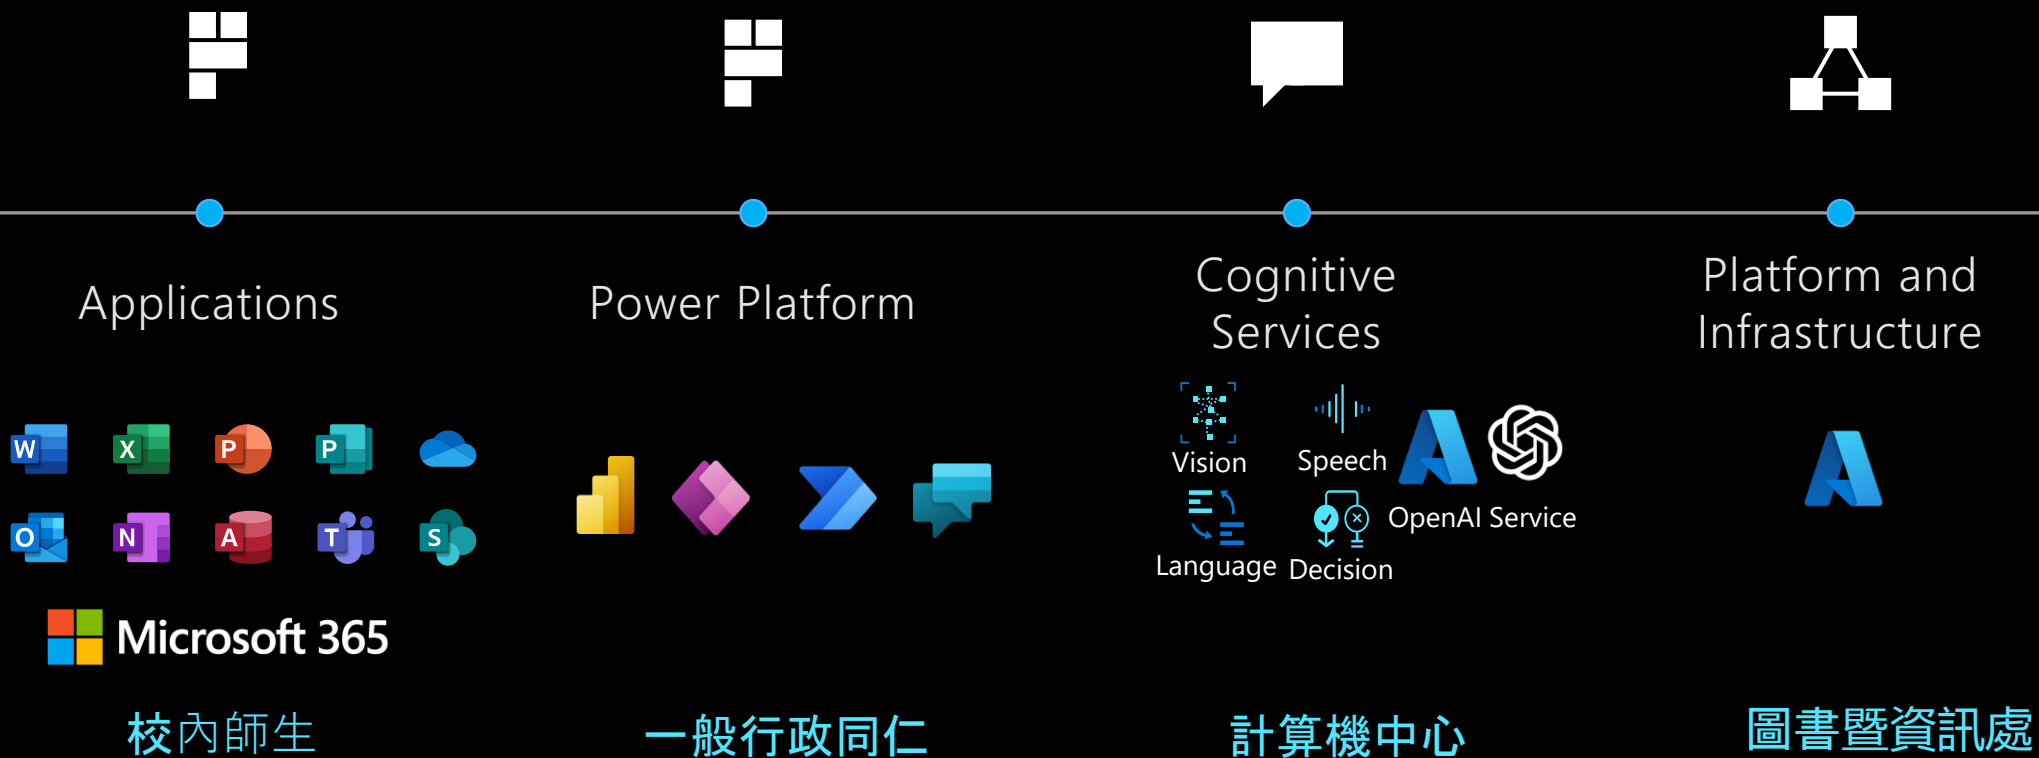 Applications
Power Platform
Cognitive
Services
Platform and
Infrastructure
W
X
P
P
O
N
A
T
S
Microsoft 365
Vision
Speech
Language
Decision
OpenAI Service
校內師生
一般行政同仁
計算機中心
圖書暨資訊處